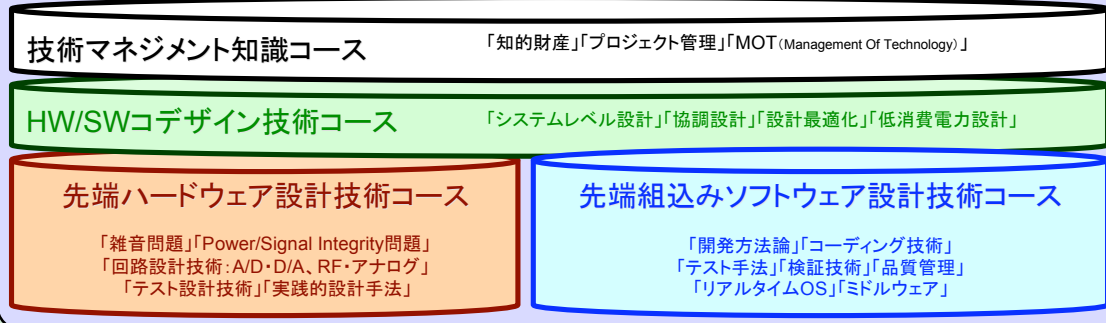 技術マネジメント知識コース 「知的財産」「プロジェクト管理」「MOT(Management Of Technology)」
HW/SWコデザイン技術コース 「システムレベル設計」「協調設計」「設計最適化」「低消費電力設計」
先端ハードウェア設計技術コース
「雑音問題」「Power/Signal Integrity問題」
「回路設計技術:A/D・D/A、RF・アナログ」
「テスト設計技術」「実践的設計手法」
先端組込みソフトウェア設計技術コース
「開発方法論」「コーディング技術」
「テスト手法」「検証技術」「品質管理」
「リアルタイムOS」「ミドルウェア」